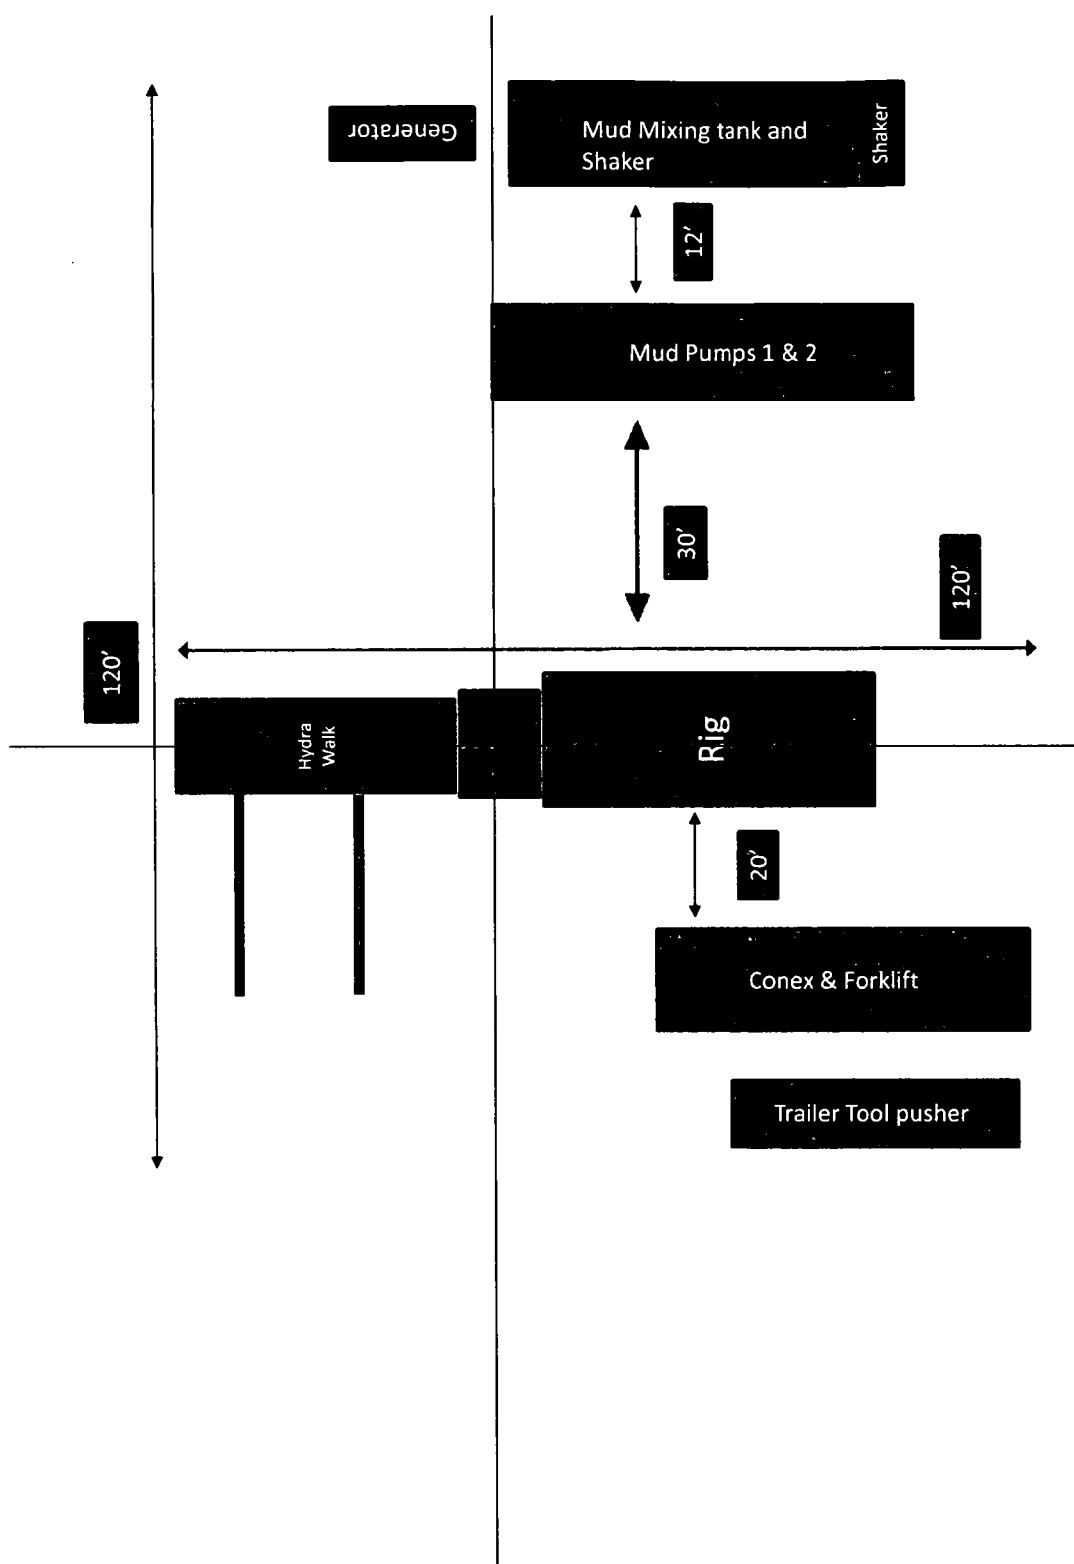 Generator
Mud Mixing tank and
Shaker
Shaker
12'
Mud Pumps 1 & 2
30'
120'
120'
Hydra
Walk
Rig
20'
Conex & Forklift
Trailer Tool pusher